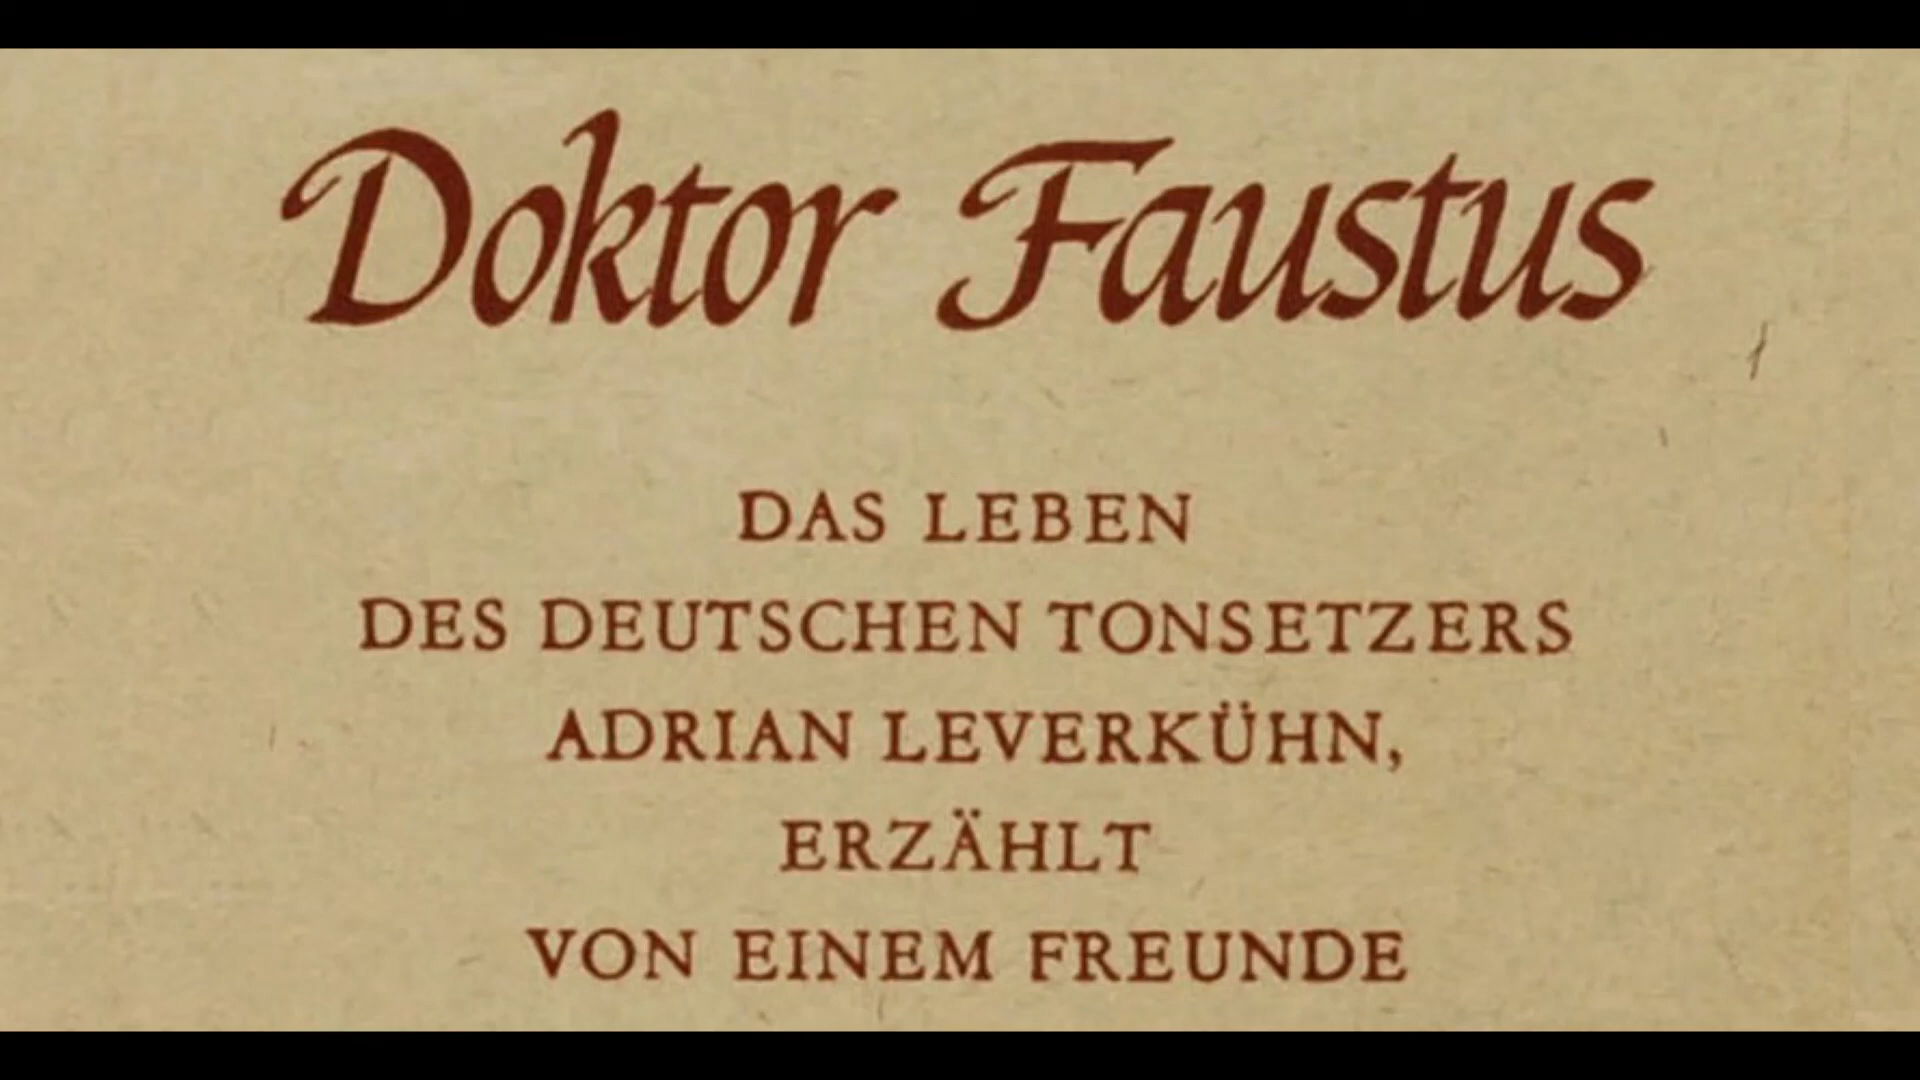 Doktor Faustus
DAS LEBEN
DES DEUTSCHEN TONSETZERS
ADRIAN LEVERKÜHN,
ERZÄHLT
VON EINEM FREUNDE